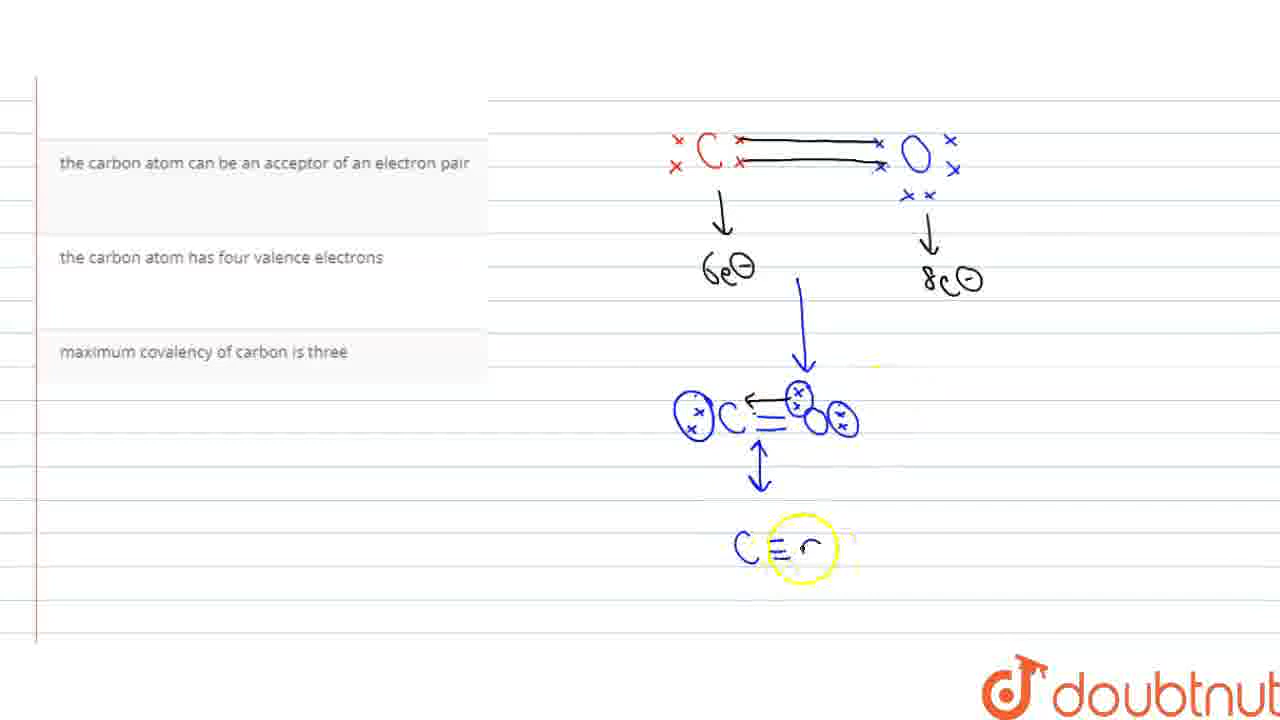 the carbon atom can be an acceptor of an electron pair
the carbon atom has four valence electrons
maximum covalency of carbon is three
C O
6e⊖ 8e⊖
C O
C ≡
doubtnut